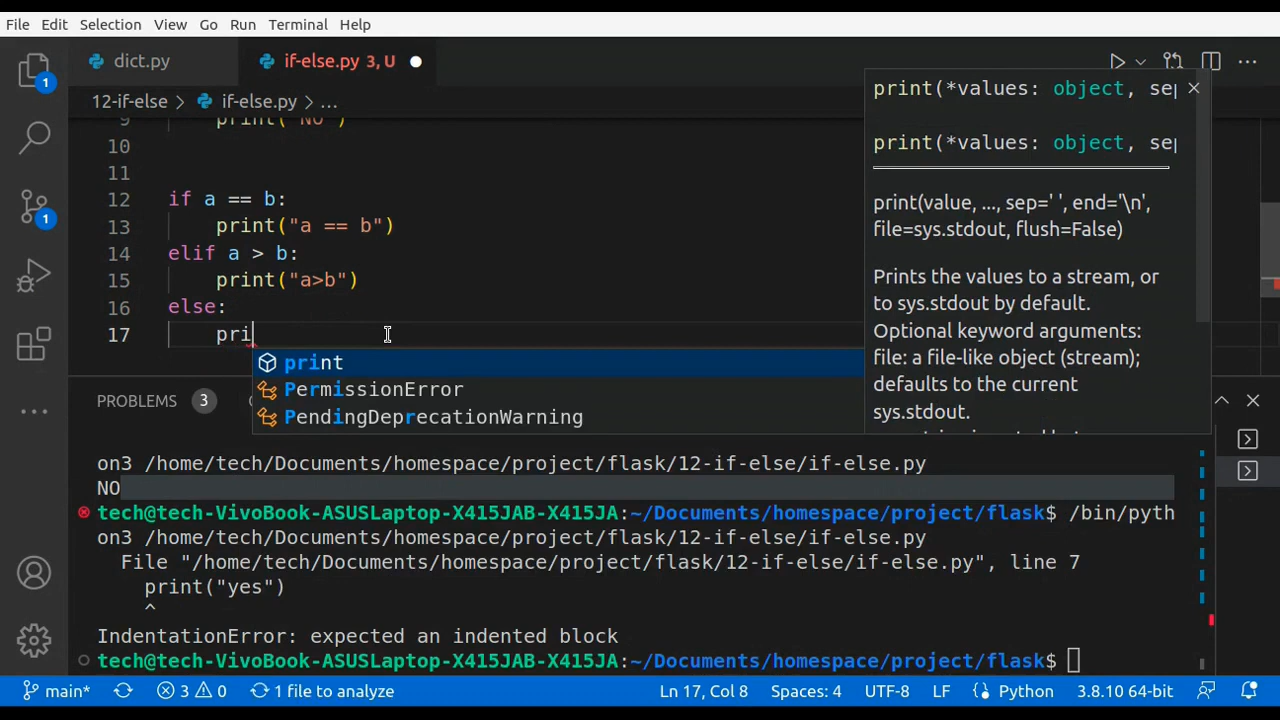 File Edit Selection View Go Run Terminal Help
1
dict.py
if-else.py 3, U
12-if-else > if-else.py > ...
9 print("NO")
10
11
12 if a == b:
13 print("a == b")
14 elif a > b:
15 print("a>b")
16 else:
17 pri
print
PermissionError
PendingDeprecationWarning
print(*values: object, sep
print(*values: object, sep
print(value, ..., sep=' ', end='\n',
file=sys.stdout, flush=False)
Prints the values to a stream, or
to sys.stdout by default.
Optional keyword arguments:
file: a file-like object (stream);
defaults to the current
sys.stdout.
1
PROBLEMS 3
on3 /home/tech/Documents/homespace/project/flask/12-if-else/if-else.py
NO
tech@tech-VivoBook-ASUSLaptop-X415JAB-X415JA:~/Documents/homespace/project/flask$ /bin/pyth
on3 /home/tech/Documents/homespace/project/flask/12-if-else/if-else.py
File "/home/tech/Documents/homespace/project/flask/12-if-else/if-else.py", line 7
print("yes")
^
IndentationError: expected an indented block
tech@tech-VivoBook-ASUSLaptop-X415JAB-X415JA:~/Documents/homespace/project/flask$
main* 3 0 1 file to analyze Ln 17, Col 8 Spaces: 4 UTF-8 LF Python 3.8.10 64-bit